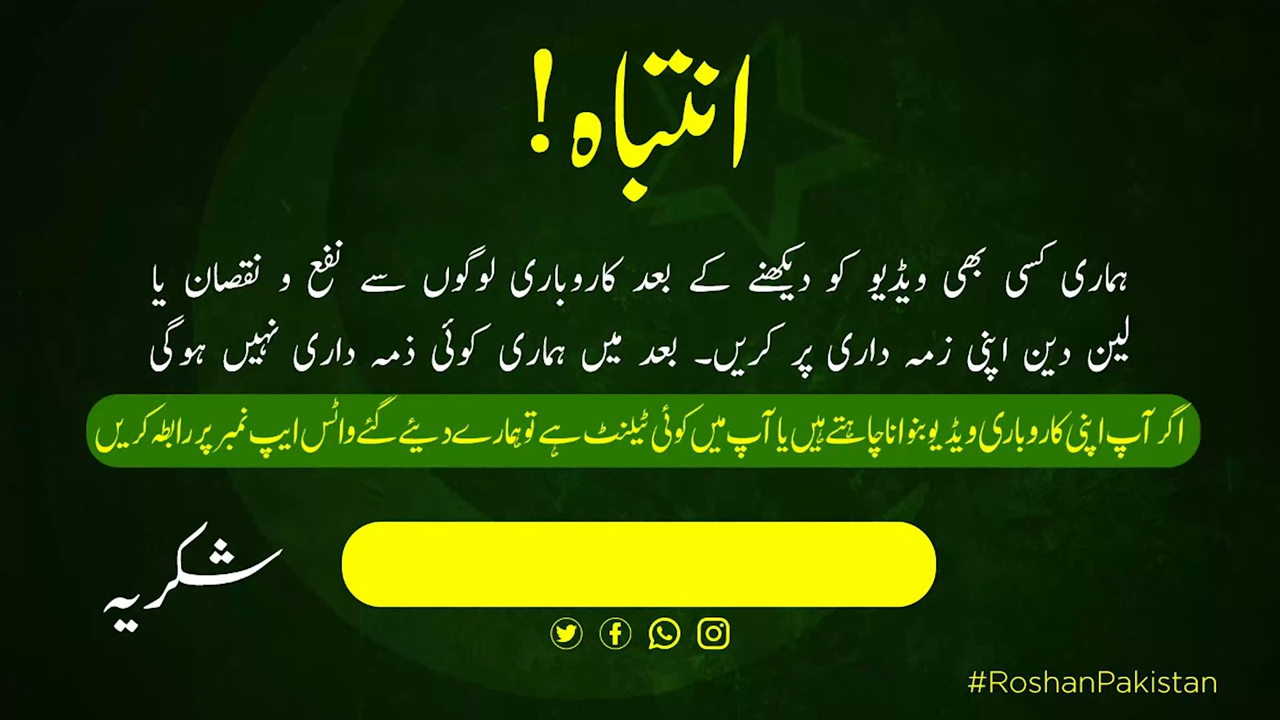 انتباہ!
ہماری کسی بھی ویڈیو کو دیکھنے کے بعد کاروباری لوگوں سے نفع و نقصان یا
لین دین اپنی زمہ داری پر کریں۔ بعد میں ہماری کوئی ذمہ داری نہیں ہوگی
اگر آپ اپنی کاروباری ویڈیو بنوانا چاہتے ہیں یا آپ میں کوئی ٹیلنٹ ہے تو ہمارے دیئے گئے واٹس ایپ نمبر پر رابطہ کریں
شکریہ
#RoshanPakistan